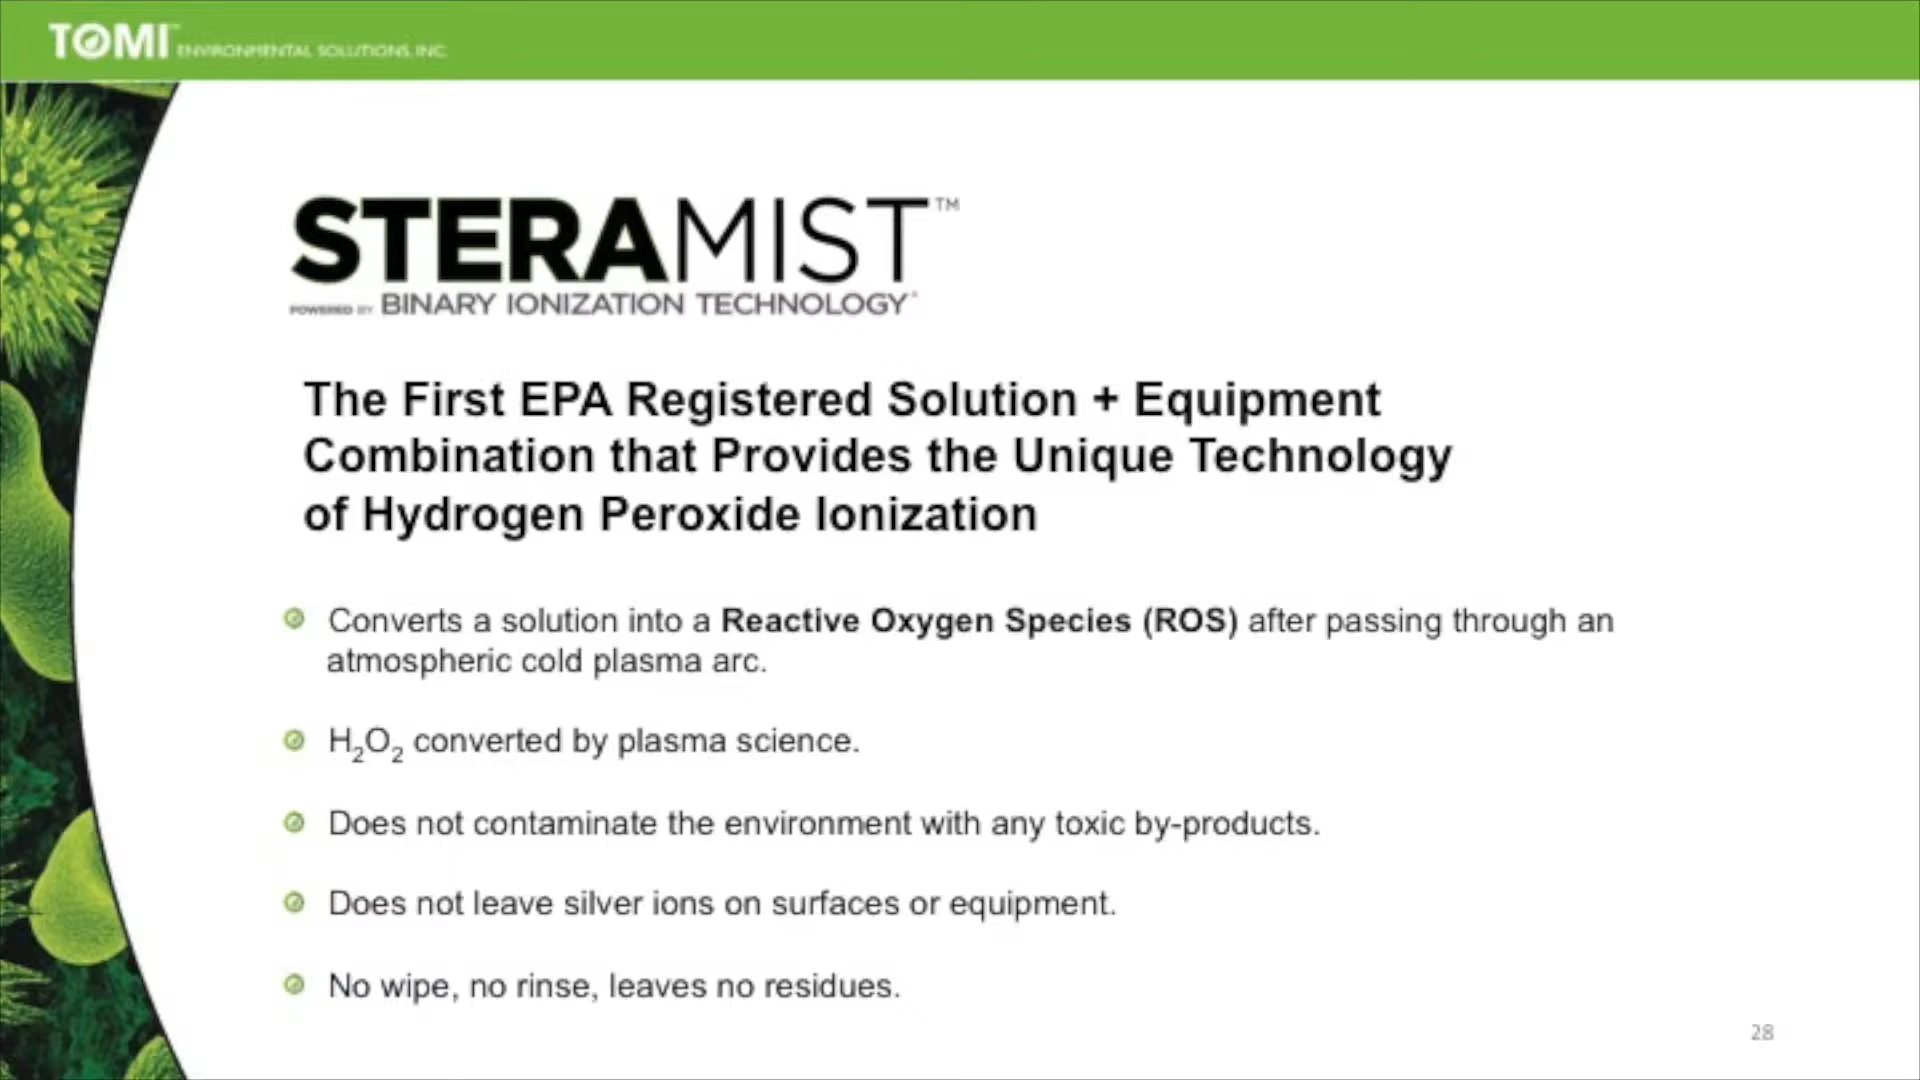 TOMI™ ENVIRONMENTAL SOLUTIONS, INC.
STERAMIST™
POWERED BY BINARY IONIZATION TECHNOLOGY®
The First EPA Registered Solution + Equipment
Combination that Provides the Unique Technology
of Hydrogen Peroxide Ionization
Converts a solution into a Reactive Oxygen Species (ROS) after passing through an
atmospheric cold plasma arc.
H₂O₂ converted by plasma science.
Does not contaminate the environment with any toxic by-products.
Does not leave silver ions on surfaces or equipment.
No wipe, no rinse, leaves no residues.
28